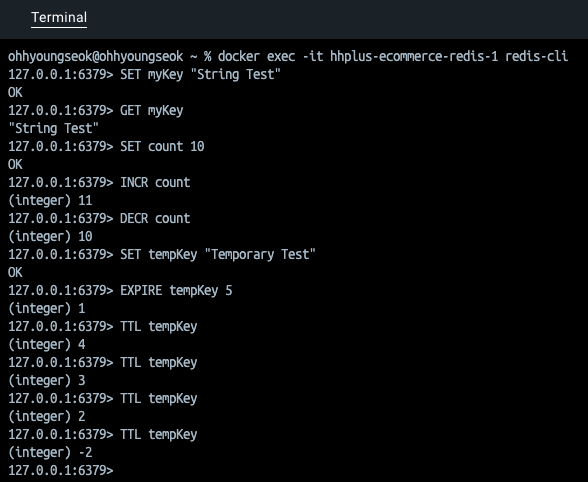 Terminal
ohhyoungseok@ohhyoungseok ~ % docker exec -it hhplus-ecommerce-redis-1 redis-cli
127.0.0.1:6379> SET myKey "String Test"
OK
127.0.0.1:6379> GET myKey
"String Test"
127.0.0.1:6379> SET count 10
OK
127.0.0.1:6379> INCR count
(integer) 11
127.0.0.1:6379> DECR count
(integer) 10
127.0.0.1:6379> SET tempKey "Temporary Test"
OK
127.0.0.1:6379> EXPIRE tempKey 5
(integer) 1
127.0.0.1:6379> TTL tempKey
(integer) 4
127.0.0.1:6379> TTL tempKey
(integer) 3
127.0.0.1:6379> TTL tempKey
(integer) 2
127.0.0.1:6379> TTL tempKey
(integer) -2
127.0.0.1:6379>